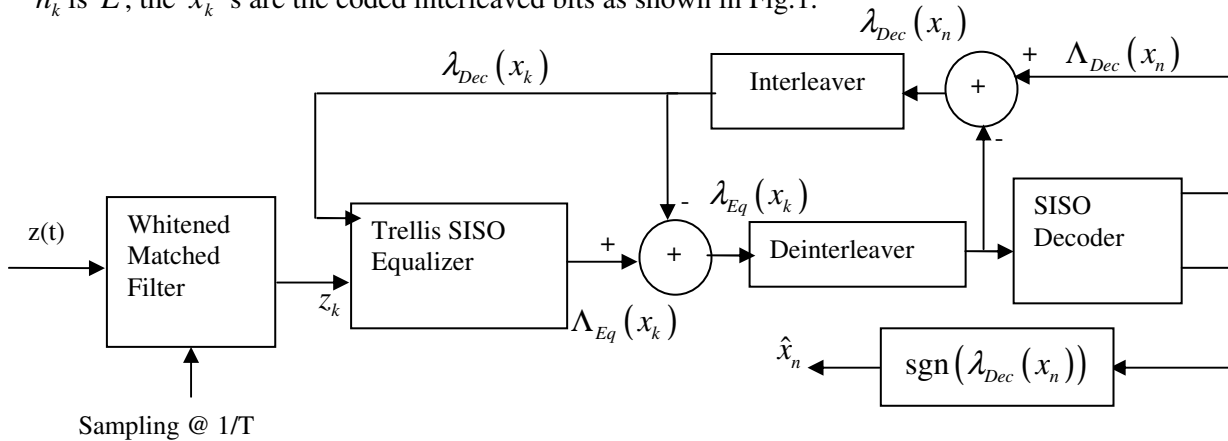 h_k is L, the x_k 's are the coded interleaved bits as shown in Fig.1.
λ_Dec(x_n)
λ_Dec(x_k)
Interleaver
+
+
Λ_Dec(x_n)
-
-
λ_Eq(x_k)
Whitened
Matched
Filter
z(t)
Trellis SISO
Equalizer
+
+
Deinterleaver
SISO
Decoder
z_k
Λ_Eq(x_k)
x̂_n
sgn(λ_Dec(x_n))
Sampling @ 1/T